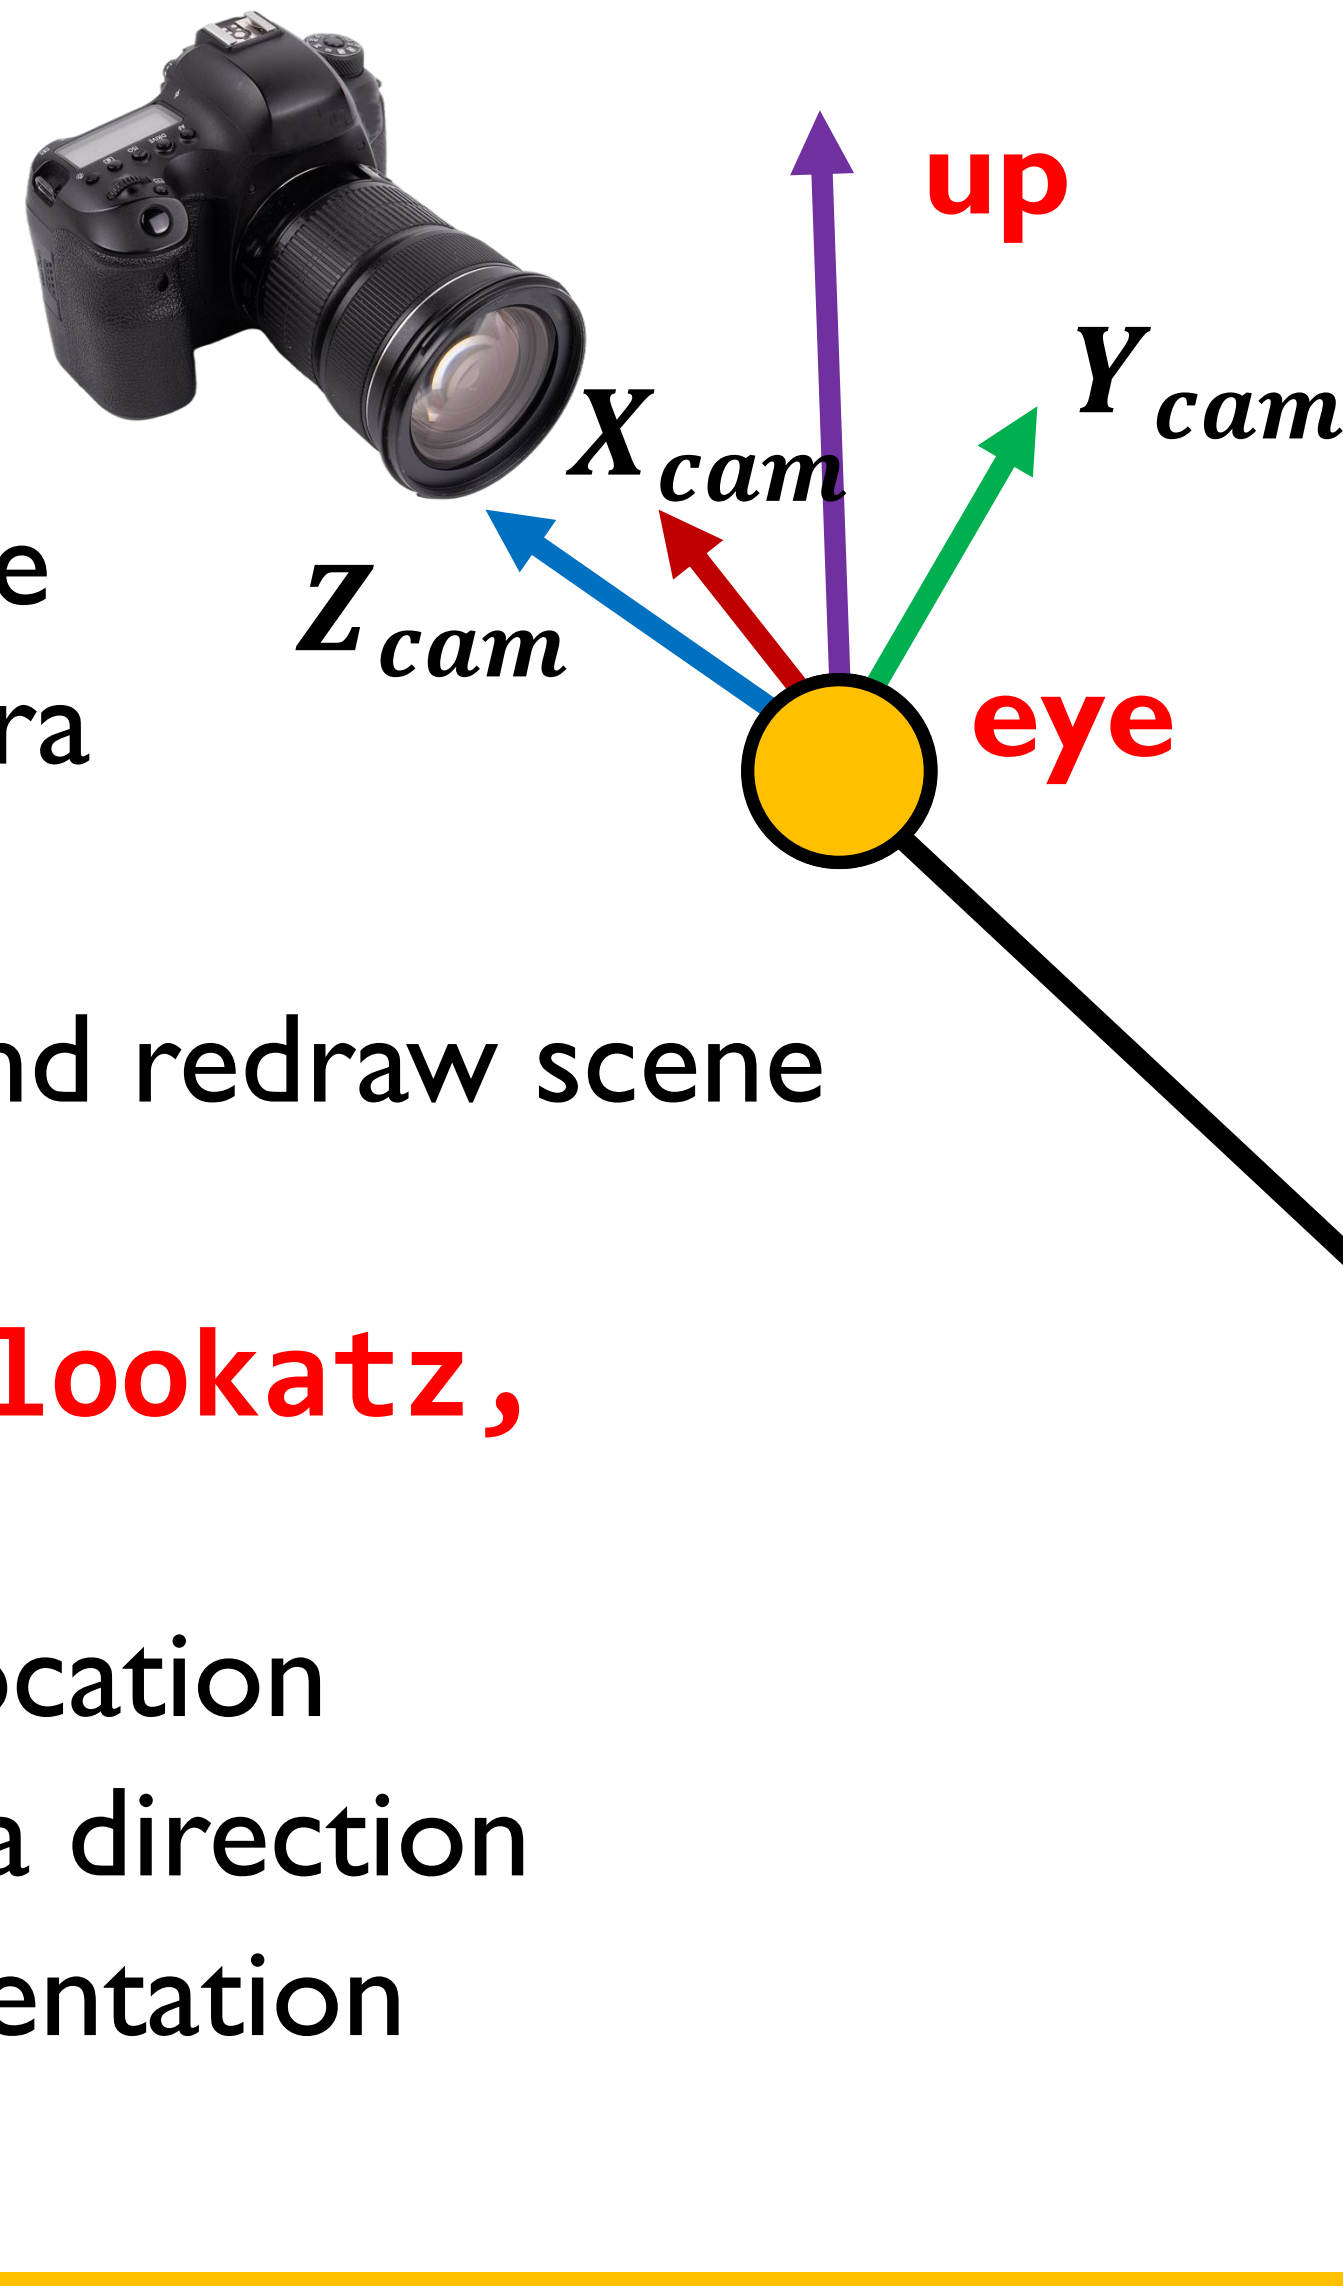 up
Y cam
X cam
e
Z cam
ra
eye
nd redraw scene
lookatz,
ocation
a direction
entation